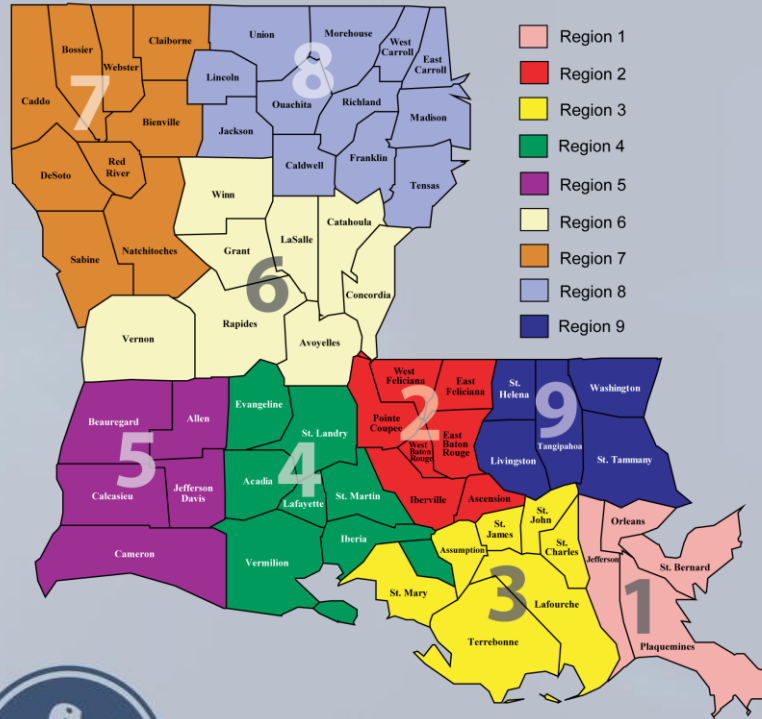 Region 1
Region 2
Region 3
Region 4
Region 5
Region 6
Region 7
Region 8
Region 9
7
Caddo
Bossier
Webster
Claiborne
Bienville
DeSoto
Red
River
Sabine
Natchitoches
8
Union
Morehouse
West
Carroll
East
Carroll
Lincoln
Ouachita
Richland
Madison
Jackson
Caldwell
Franklin
Tensas
6
Winn
Grant
LaSalle
Catahoula
Concordia
Vernon
Rapides
Avoyelles
5
Beauregard
Allen
Calcasieu
Jefferson
Davis
Cameron
4
Evangeline
St. Landry
Acadia
Lafayette
St. Martin
Iberia
Vermilion
2
West
Feliciana
East
Feliciana
Pointe
Coupee
West
Baton
Rouge
East
Baton
Rouge
Iberville
Ascension
9
St.
Helena
Tangipahoa
Washington
Livingston
St. Tammany
3
St.
James
St.
John
St.
Charles
Assumption
St. Mary
Lafourche
Terrebonne
1
Orleans
Jefferson
St. Bernard
Plaquemines